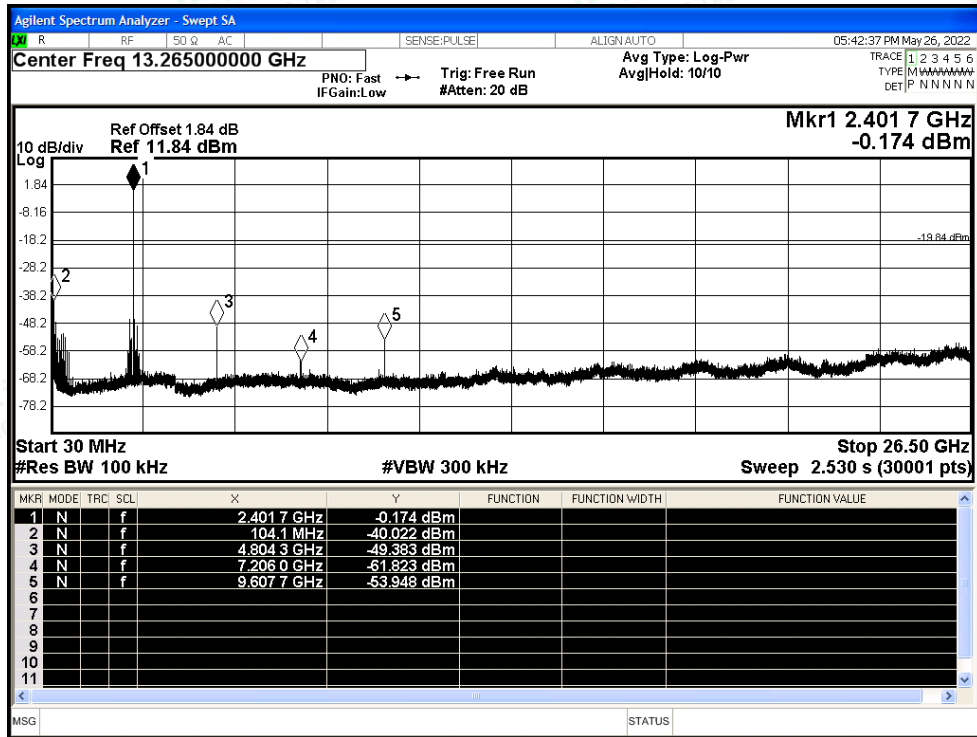 Agilent Spectrum Analyzer - Swept SA
LXI R RF 50 Ω AC SENSE:PULSE ALIGN AUTO 05:42:37 PM May 26, 2022
Center Freq 13.265000000 GHz
PNO: Fast
IFGain:Low
Trig: Free Run
#Atten: 20 dB
Avg Type: Log-Pwr
Avg|Hold: 10/10
TRACE 1 2 3 4 5 6
TYPE M
DET P N N N N N
Mkr1 2.401 7 GHz
-0.174 dBm
Ref Offset 1.84 dB
10 dB/div Ref 11.84 dBm
Log
1
1.84
-8.16
-18.2
-19.84 dBm
-28.2
2
-38.2
3
-48.2
5
4
-58.2
-68.2
-78.2
Start 30 MHz Stop 26.50 GHz
#Res BW 100 kHz #VBW 300 kHz Sweep 2.530 s (30001 pts)
MKR MODE TRC SCL X Y FUNCTION FUNCTION WIDTH FUNCTION VALUE
1 N f 2.401 7 GHz -0.174 dBm
2 N f 104.1 MHz -40.022 dBm
3 N f 4.804 3 GHz -49.383 dBm
4 N f 7.206 0 GHz -61.823 dBm
5 N f 9.607 7 GHz -53.948 dBm
6
7
8
9
10
11
MSG STATUS